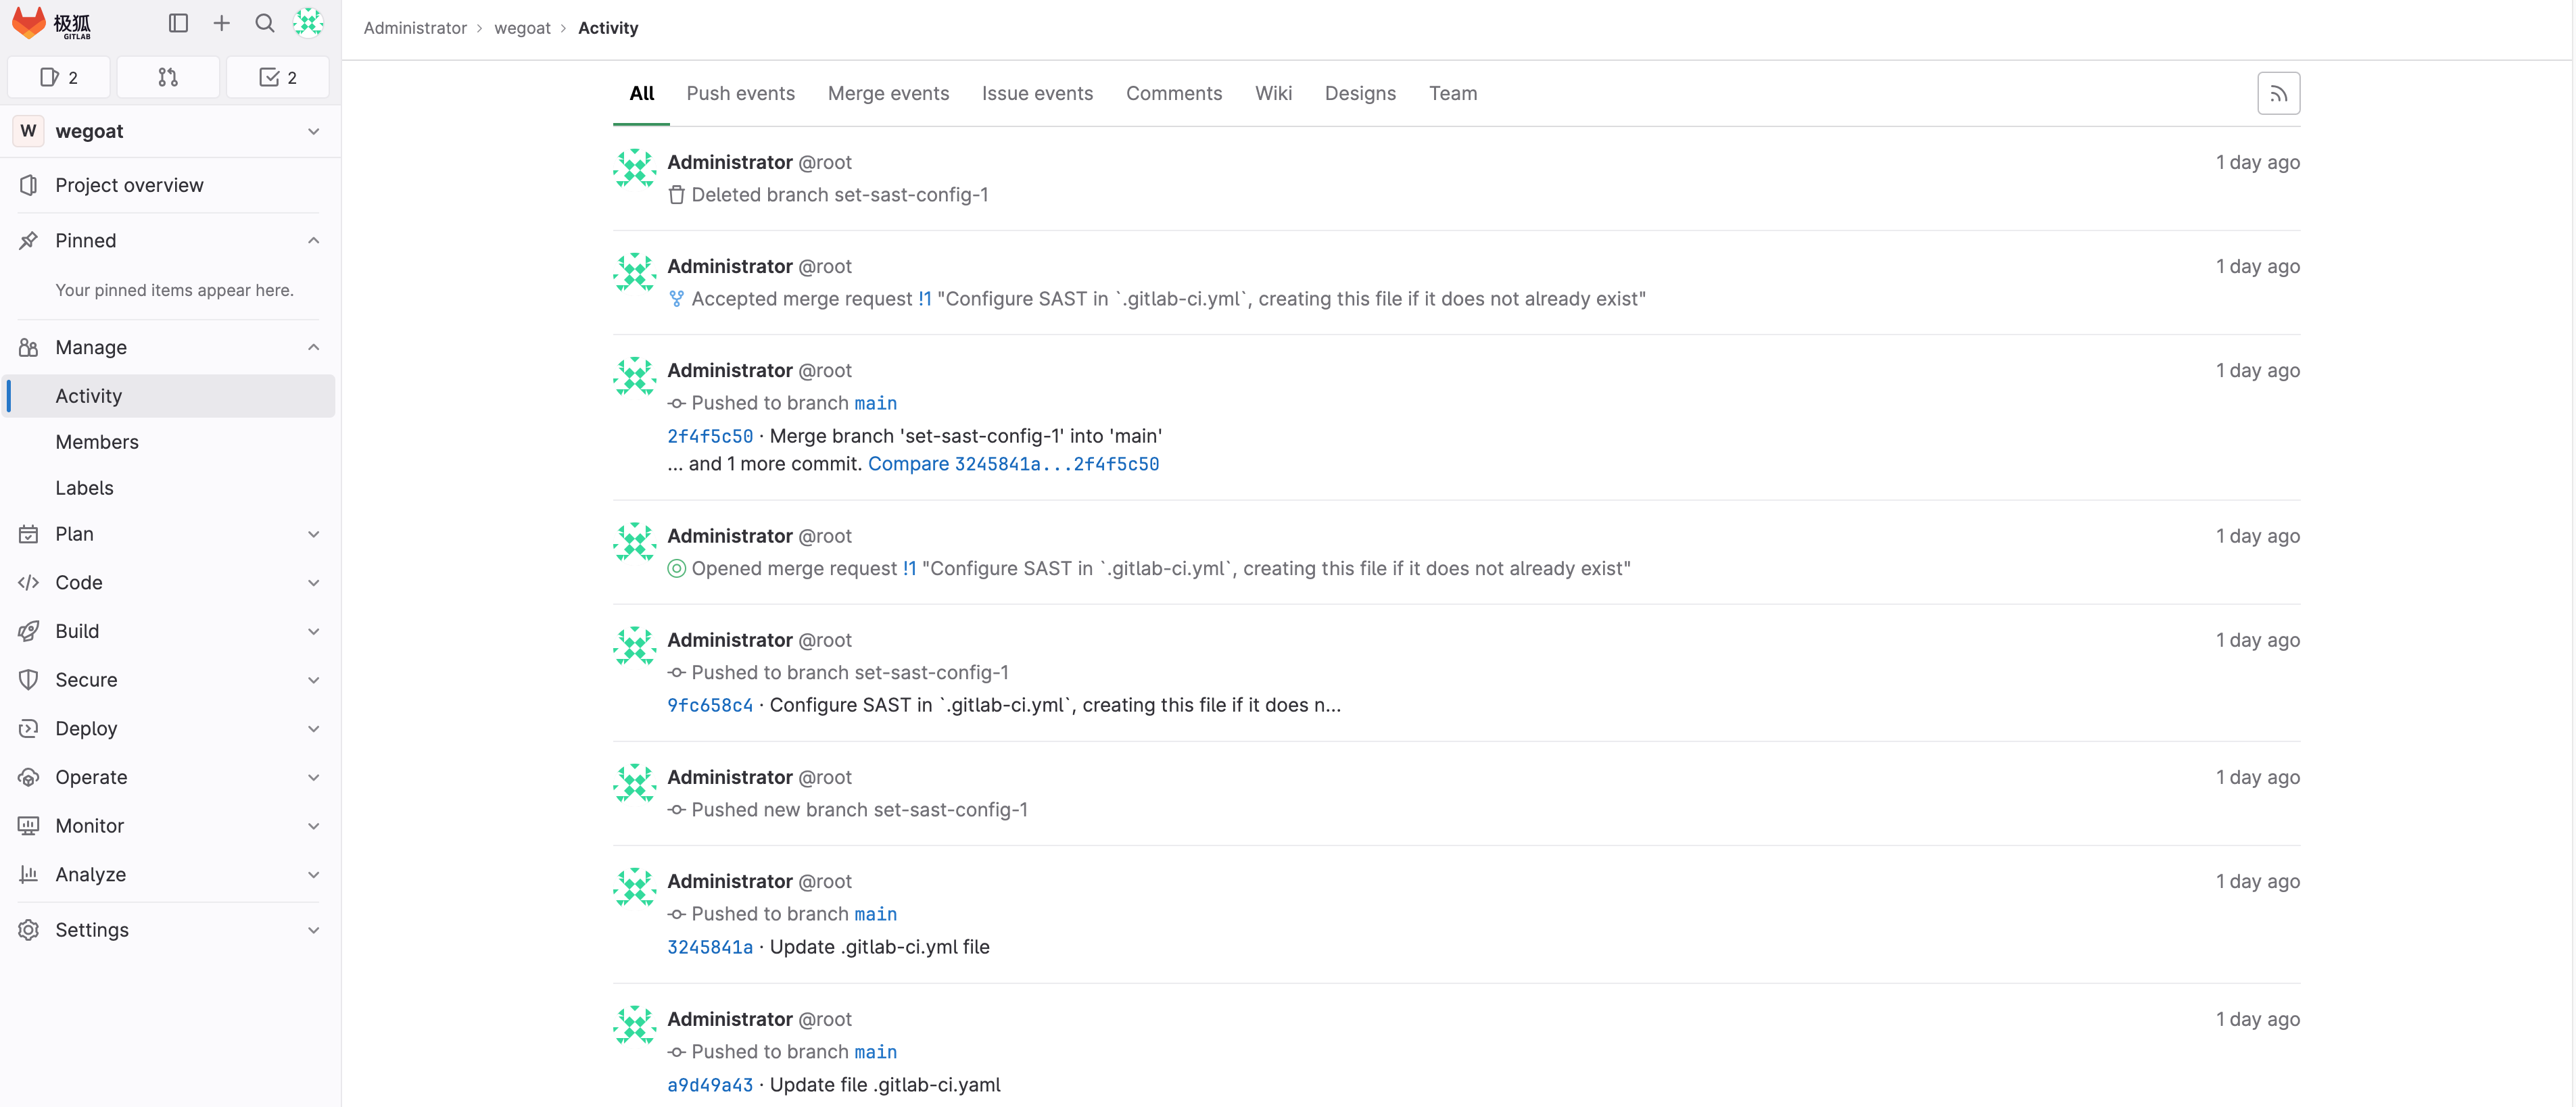 极狐
GITLAB
2
2
W wegoat
Project overview
Pinned
Your pinned items appear here.
Manage
Activity
Members
Labels
Plan
Code
Build
Secure
Deploy
Operate
Monitor
Analyze
Settings
Administrator › wegoat › Activity
All Push events Merge events Issue events Comments Wiki Designs Team
Administrator @root 1 day ago
Deleted branch set-sast-config-1
Administrator @root 1 day ago
Accepted merge request !1 "Configure SAST in `.gitlab-ci.yml`, creating this file if it does not already exist"
Administrator @root 1 day ago
Pushed to branch main
2f4f5c50 · Merge branch 'set-sast-config-1' into 'main'
... and 1 more commit. Compare 3245841a...2f4f5c50
Administrator @root 1 day ago
Opened merge request !1 "Configure SAST in `.gitlab-ci.yml`, creating this file if it does not already exist"
Administrator @root 1 day ago
Pushed to branch set-sast-config-1
9fc658c4 · Configure SAST in `.gitlab-ci.yml`, creating this file if it does n...
Administrator @root 1 day ago
Pushed new branch set-sast-config-1
Administrator @root 1 day ago
Pushed to branch main
3245841a · Update .gitlab-ci.yml file
Administrator @root 1 day ago
Pushed to branch main
a9d49a43 · Update file .gitlab-ci.yaml